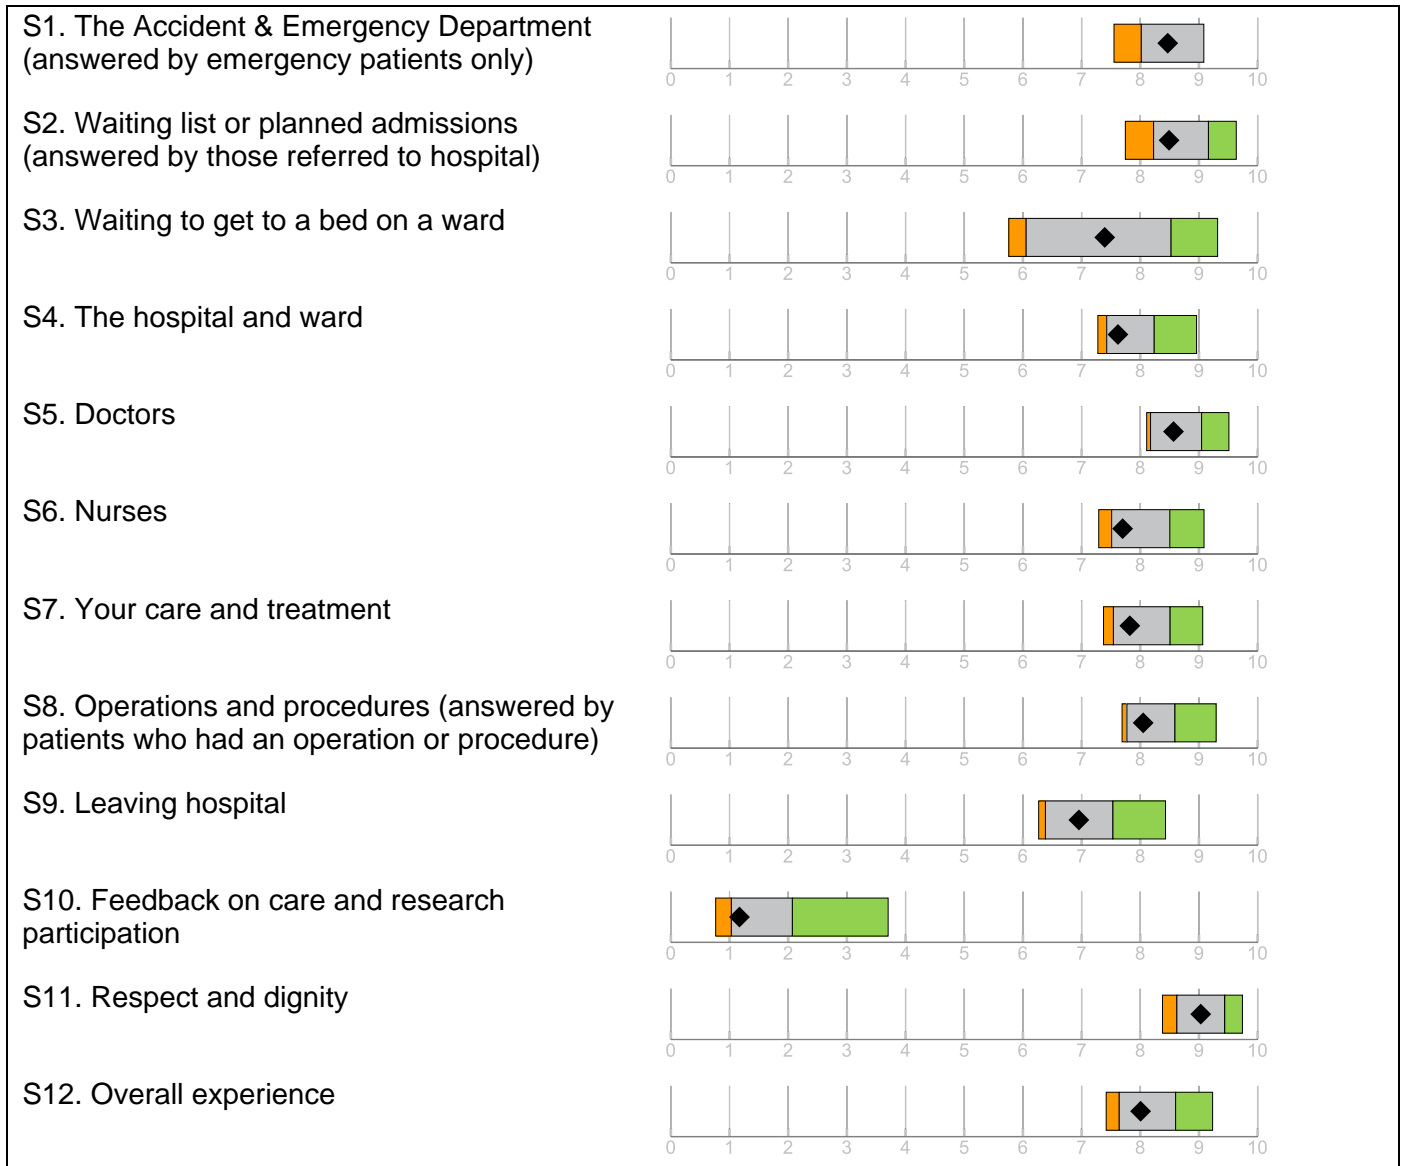 S1. The Accident & Emergency Department
(answered by emergency patients only)
0 1 2 3 4 5 6 7 8 9 10
S2. Waiting list or planned admissions
(answered by those referred to hospital)
0 1 2 3 4 5 6 7 8 9 10
S3. Waiting to get to a bed on a ward
0 1 2 3 4 5 6 7 8 9 10
S4. The hospital and ward
0 1 2 3 4 5 6 7 8 9 10
S5. Doctors
0 1 2 3 4 5 6 7 8 9 10
S6. Nurses
0 1 2 3 4 5 6 7 8 9 10
S7. Your care and treatment
0 1 2 3 4 5 6 7 8 9 10
S8. Operations and procedures (answered by
patients who had an operation or procedure)
0 1 2 3 4 5 6 7 8 9 10
S9. Leaving hospital
0 1 2 3 4 5 6 7 8 9 10
S10. Feedback on care and research
participation
0 1 2 3 4 5 6 7 8 9 10
S11. Respect and dignity
0 1 2 3 4 5 6 7 8 9 10
S12. Overall experience
0 1 2 3 4 5 6 7 8 9 10